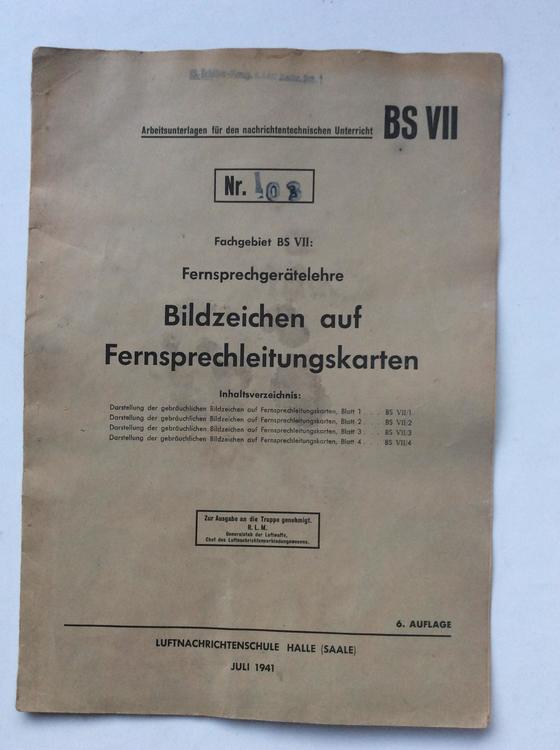 Arbeitsunterlagen für den nachrichtentechnischen Unterricht BS VII
Nr. 108
Fachgebiet BS VII:
Fernsprechgerätelehre
Bildzeichen auf
Fernsprechleitungskarten
Inhaltsverzeichnis:
Darstellung der gebräuchlichen Bildzeichen auf Fernsprechleitungskarten, Blatt 1 . . . BS VII/1
Darstellung der gebräuchlichen Bildzeichen auf Fernsprechleitungskarten, Blatt 2 . . . BS VII/2
Darstellung der gebräuchlichen Bildzeichen auf Fernsprechleitungskarten, Blatt 3 . . . BS VII/3
Darstellung der gebräuchlichen Bildzeichen auf Fernsprechleitungskarten, Blatt 4 . . . BS VII/4
Zur Ausgabe an die Truppe genehmigt.
R. L. M.
Generalstab der Luftwaffe,
Chef des Luftnachrichtenverbindungswesens.
6. AUFLAGE
LUFTNACHRICHTENSCHULE HALLE (SAALE)
JULI 1941